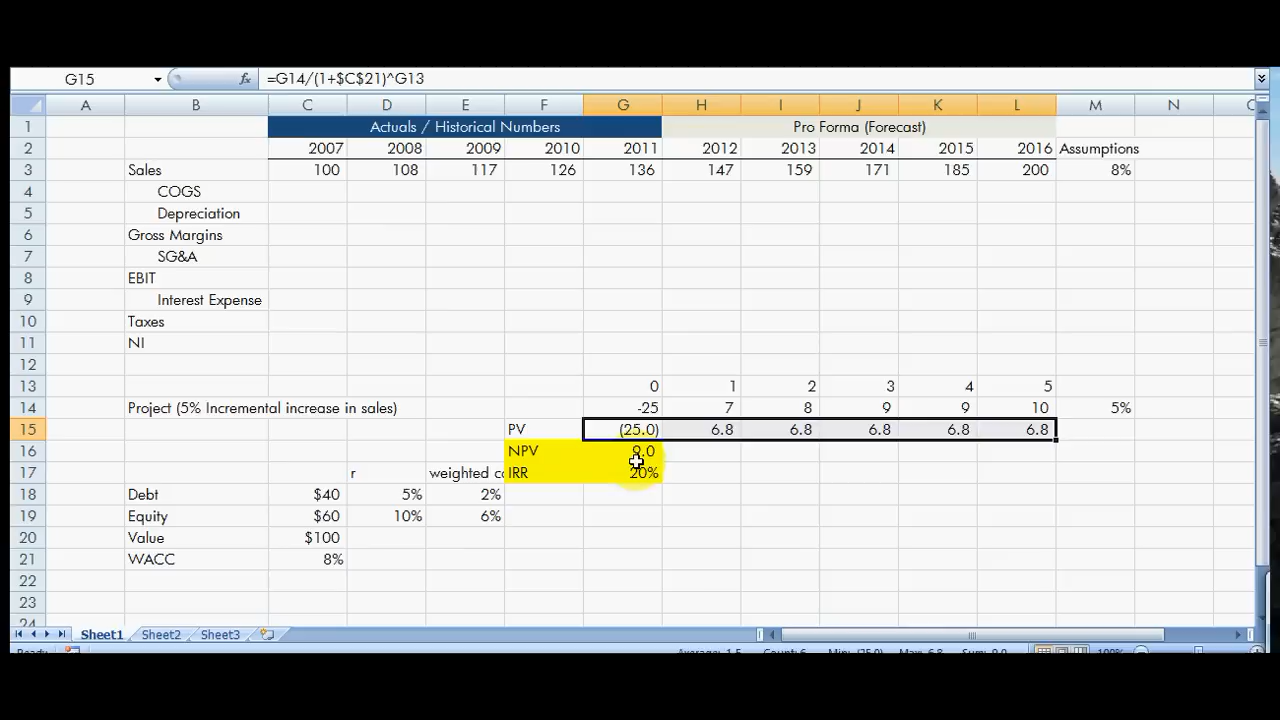 G15 fx =G14/(1+$C$21)^G13
A B C D E F G H I J K L M N
1 Actuals / Historical Numbers Pro Forma (Forecast)
2 2007 2008 2009 2010 2011 2012 2013 2014 2015 2016 Assumptions
3 Sales 100 108 117 126 136 147 159 171 185 200 8%
4 COGS
5 Depreciation
6 Gross Margins
7 SG&A
8 EBIT
9 Interest Expense
10 Taxes
11 NI
12
13 0 1 2 3 4 5
14 Project (5% Incremental increase in sales) -25 7 8 9 9 10 5%
15 PV (25.0) 6.8 6.8 6.8 6.8 6.8
16 NPV 9.0
17 r weighted co IRR 20%
18 Debt $40 5% 2%
19 Equity $60 10% 6%
20 Value $100
21 WACC 8%
22
23
24
Sheet1 Sheet2 Sheet3
Ready Average: 1.5 Count: 6 Min: (25.0) Max: 6.8 Sum: 9.0 100%